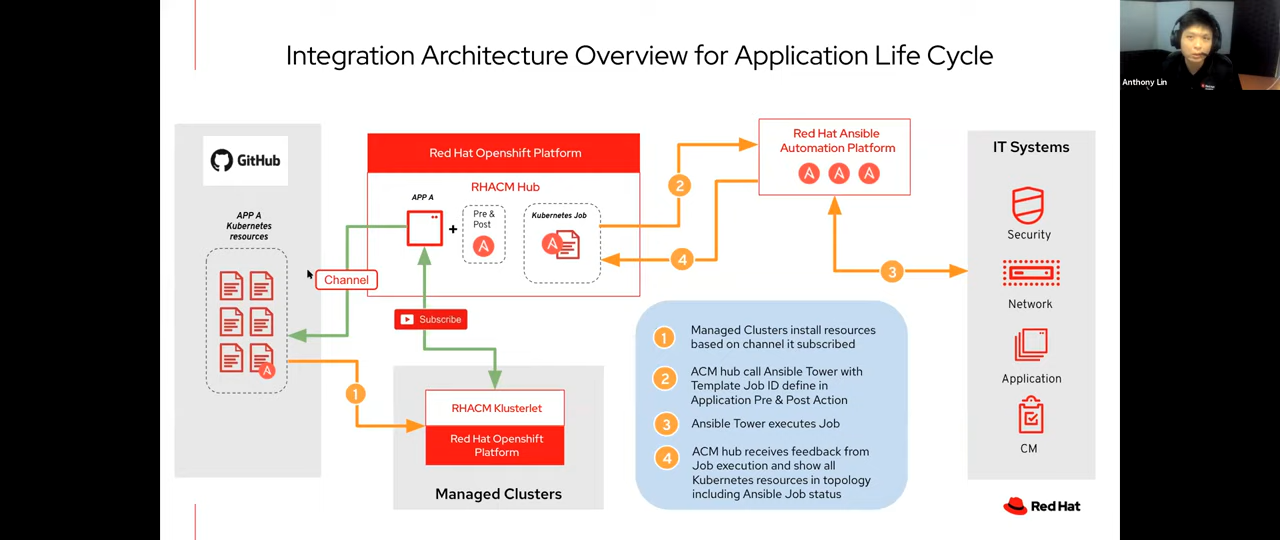 Integration Architecture Overview for Application Life Cycle
Anthony Lin
GitHub
APP A
Kubernetes
resources
Channel
1
Red Hat Openshift Platform
RHACM Hub
APP A
+
Pre &
Post
Kubernetes Job
Subscribe
RHACM Klusterlet
Red Hat Openshift
Platform
Managed Clusters
2
4
Red Hat Ansible
Automation Platform
3
IT Systems
Security
Network
Application
CM
1
Managed Clusters install resources
based on channel it subscribed
2
ACM hub call Ansible Tower with
Template Job ID define in
Application Pre & Post Action
3
Ansible Tower executes Job
4
ACM hub receives feedback from
Job execution and show all
Kubernetes resources in topology
including Ansible Job status
Red Hat